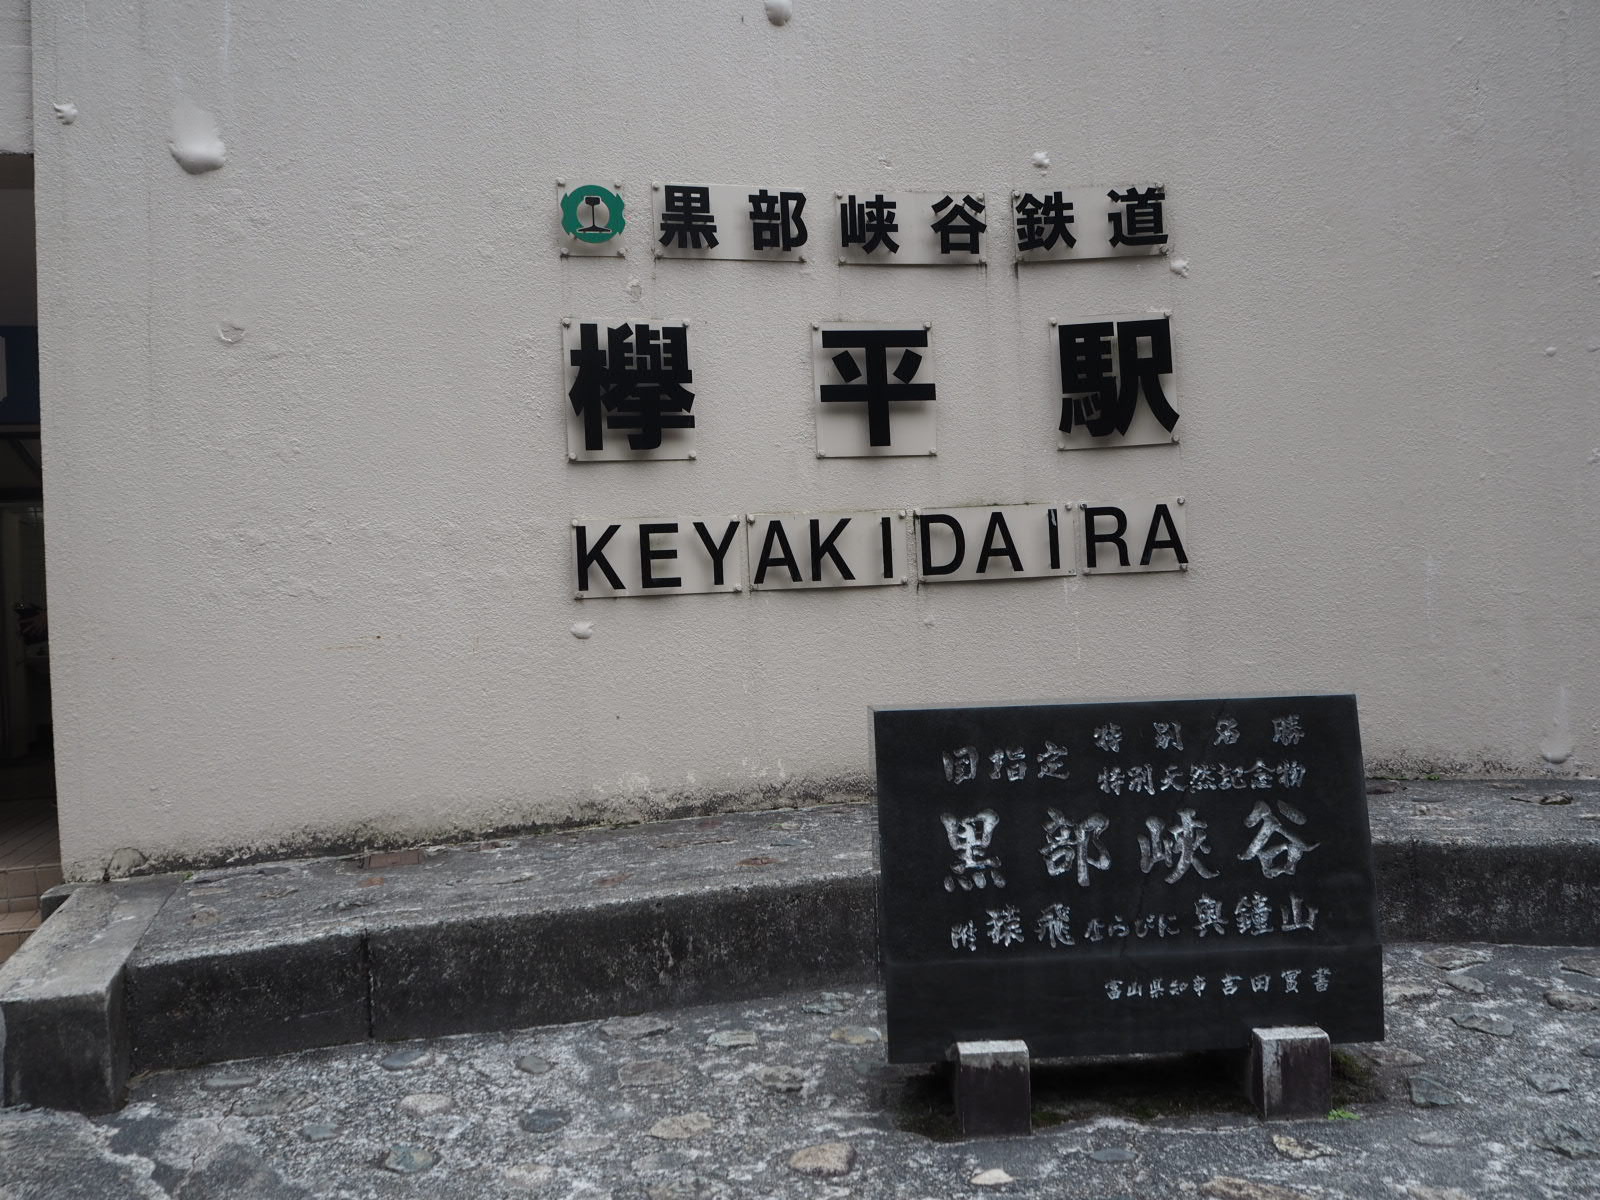 黒部峡谷鉄道
欅平駅
KEYAKIDAIRA
国指定
特別名勝
特別天然記念物
黒部峡谷
附猿飛ならびに奥鐘山
富山県知事 吉田實書